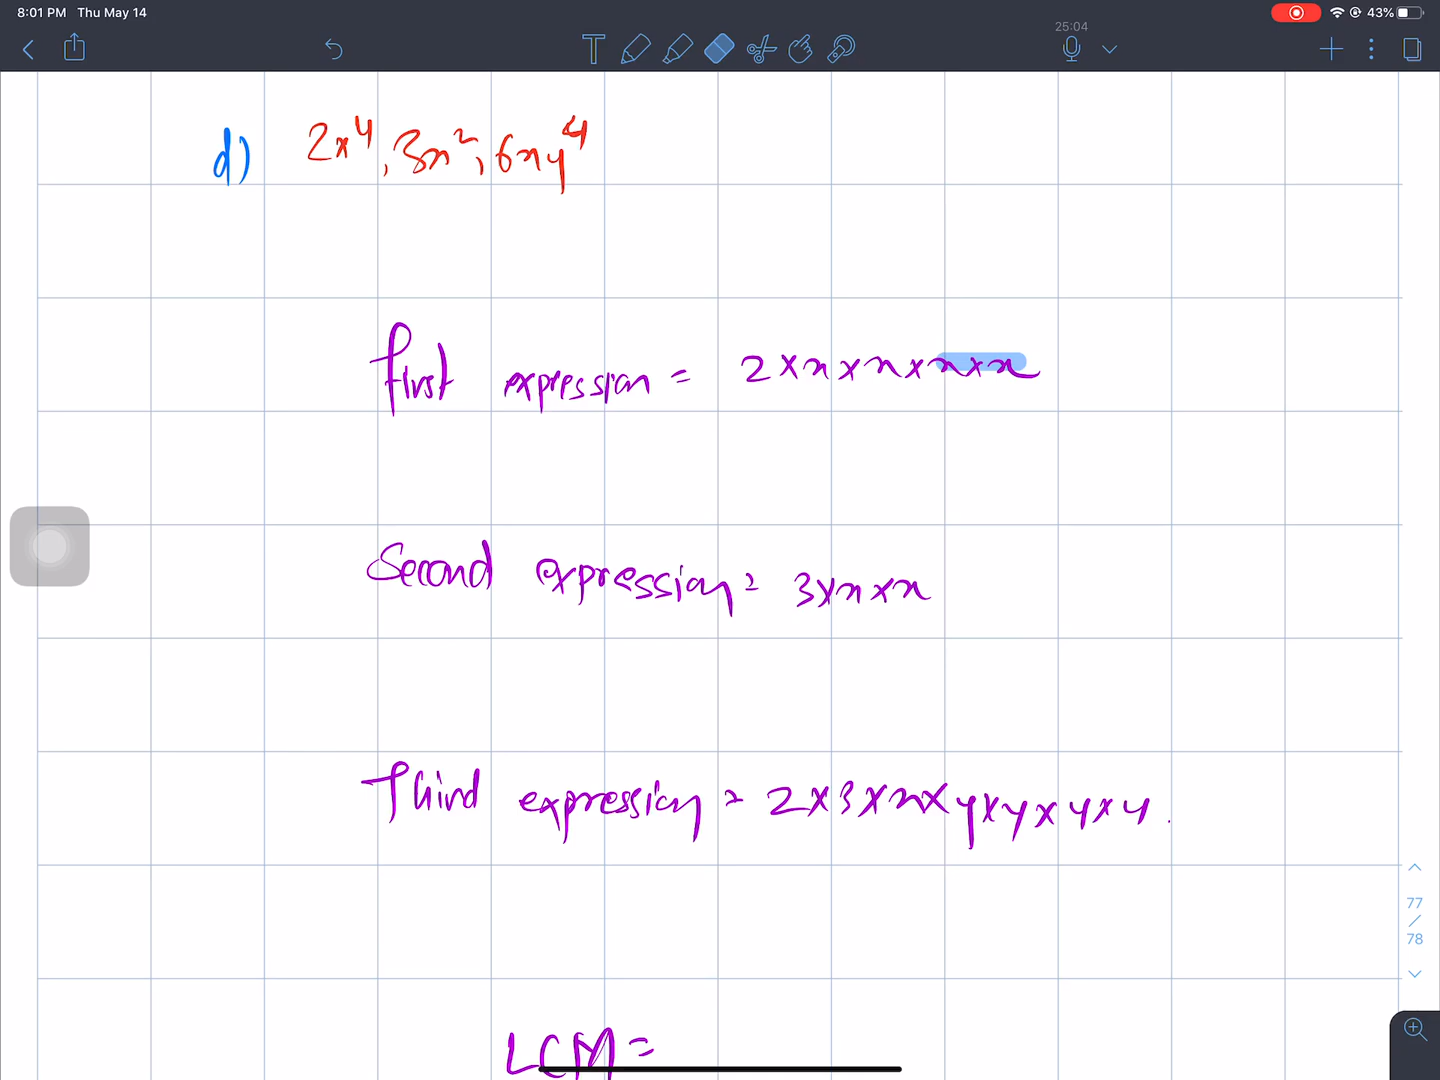 8:01 PM Thu May 14
43%
25:04
d) 2x⁴, 3x², 6xy⁴
First expression = 2×x×x×x×x
Second expression = 3×x×x
Third expression = 2×3×x×y×y×y×y.
77
/
78
LCM=